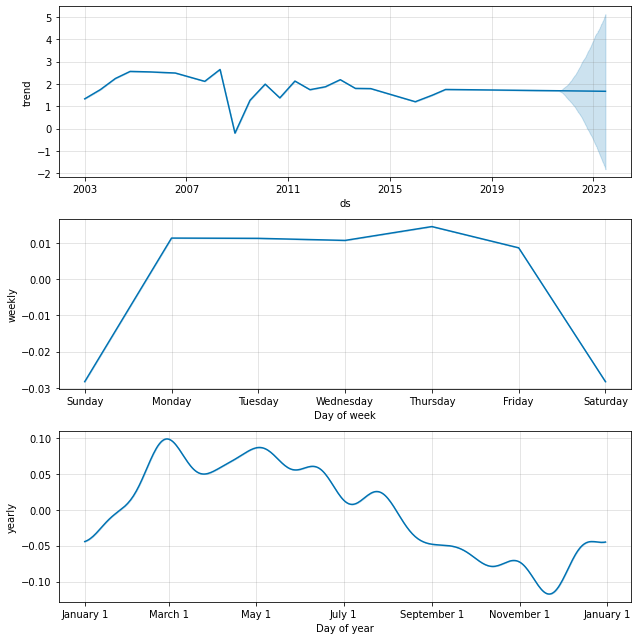 5
4
3
2
1
0
−1
−2
trend
2003 2007 2011 2015 2019 2023
ds
0.01
0.00
−0.01
−0.02
−0.03
weekly
Sunday Monday Tuesday Wednesday Thursday Friday Saturday
Day of week
0.10
0.05
0.00
−0.05
−0.10
yearly
January 1 March 1 May 1 July 1 September 1 November 1 January 1
Day of year